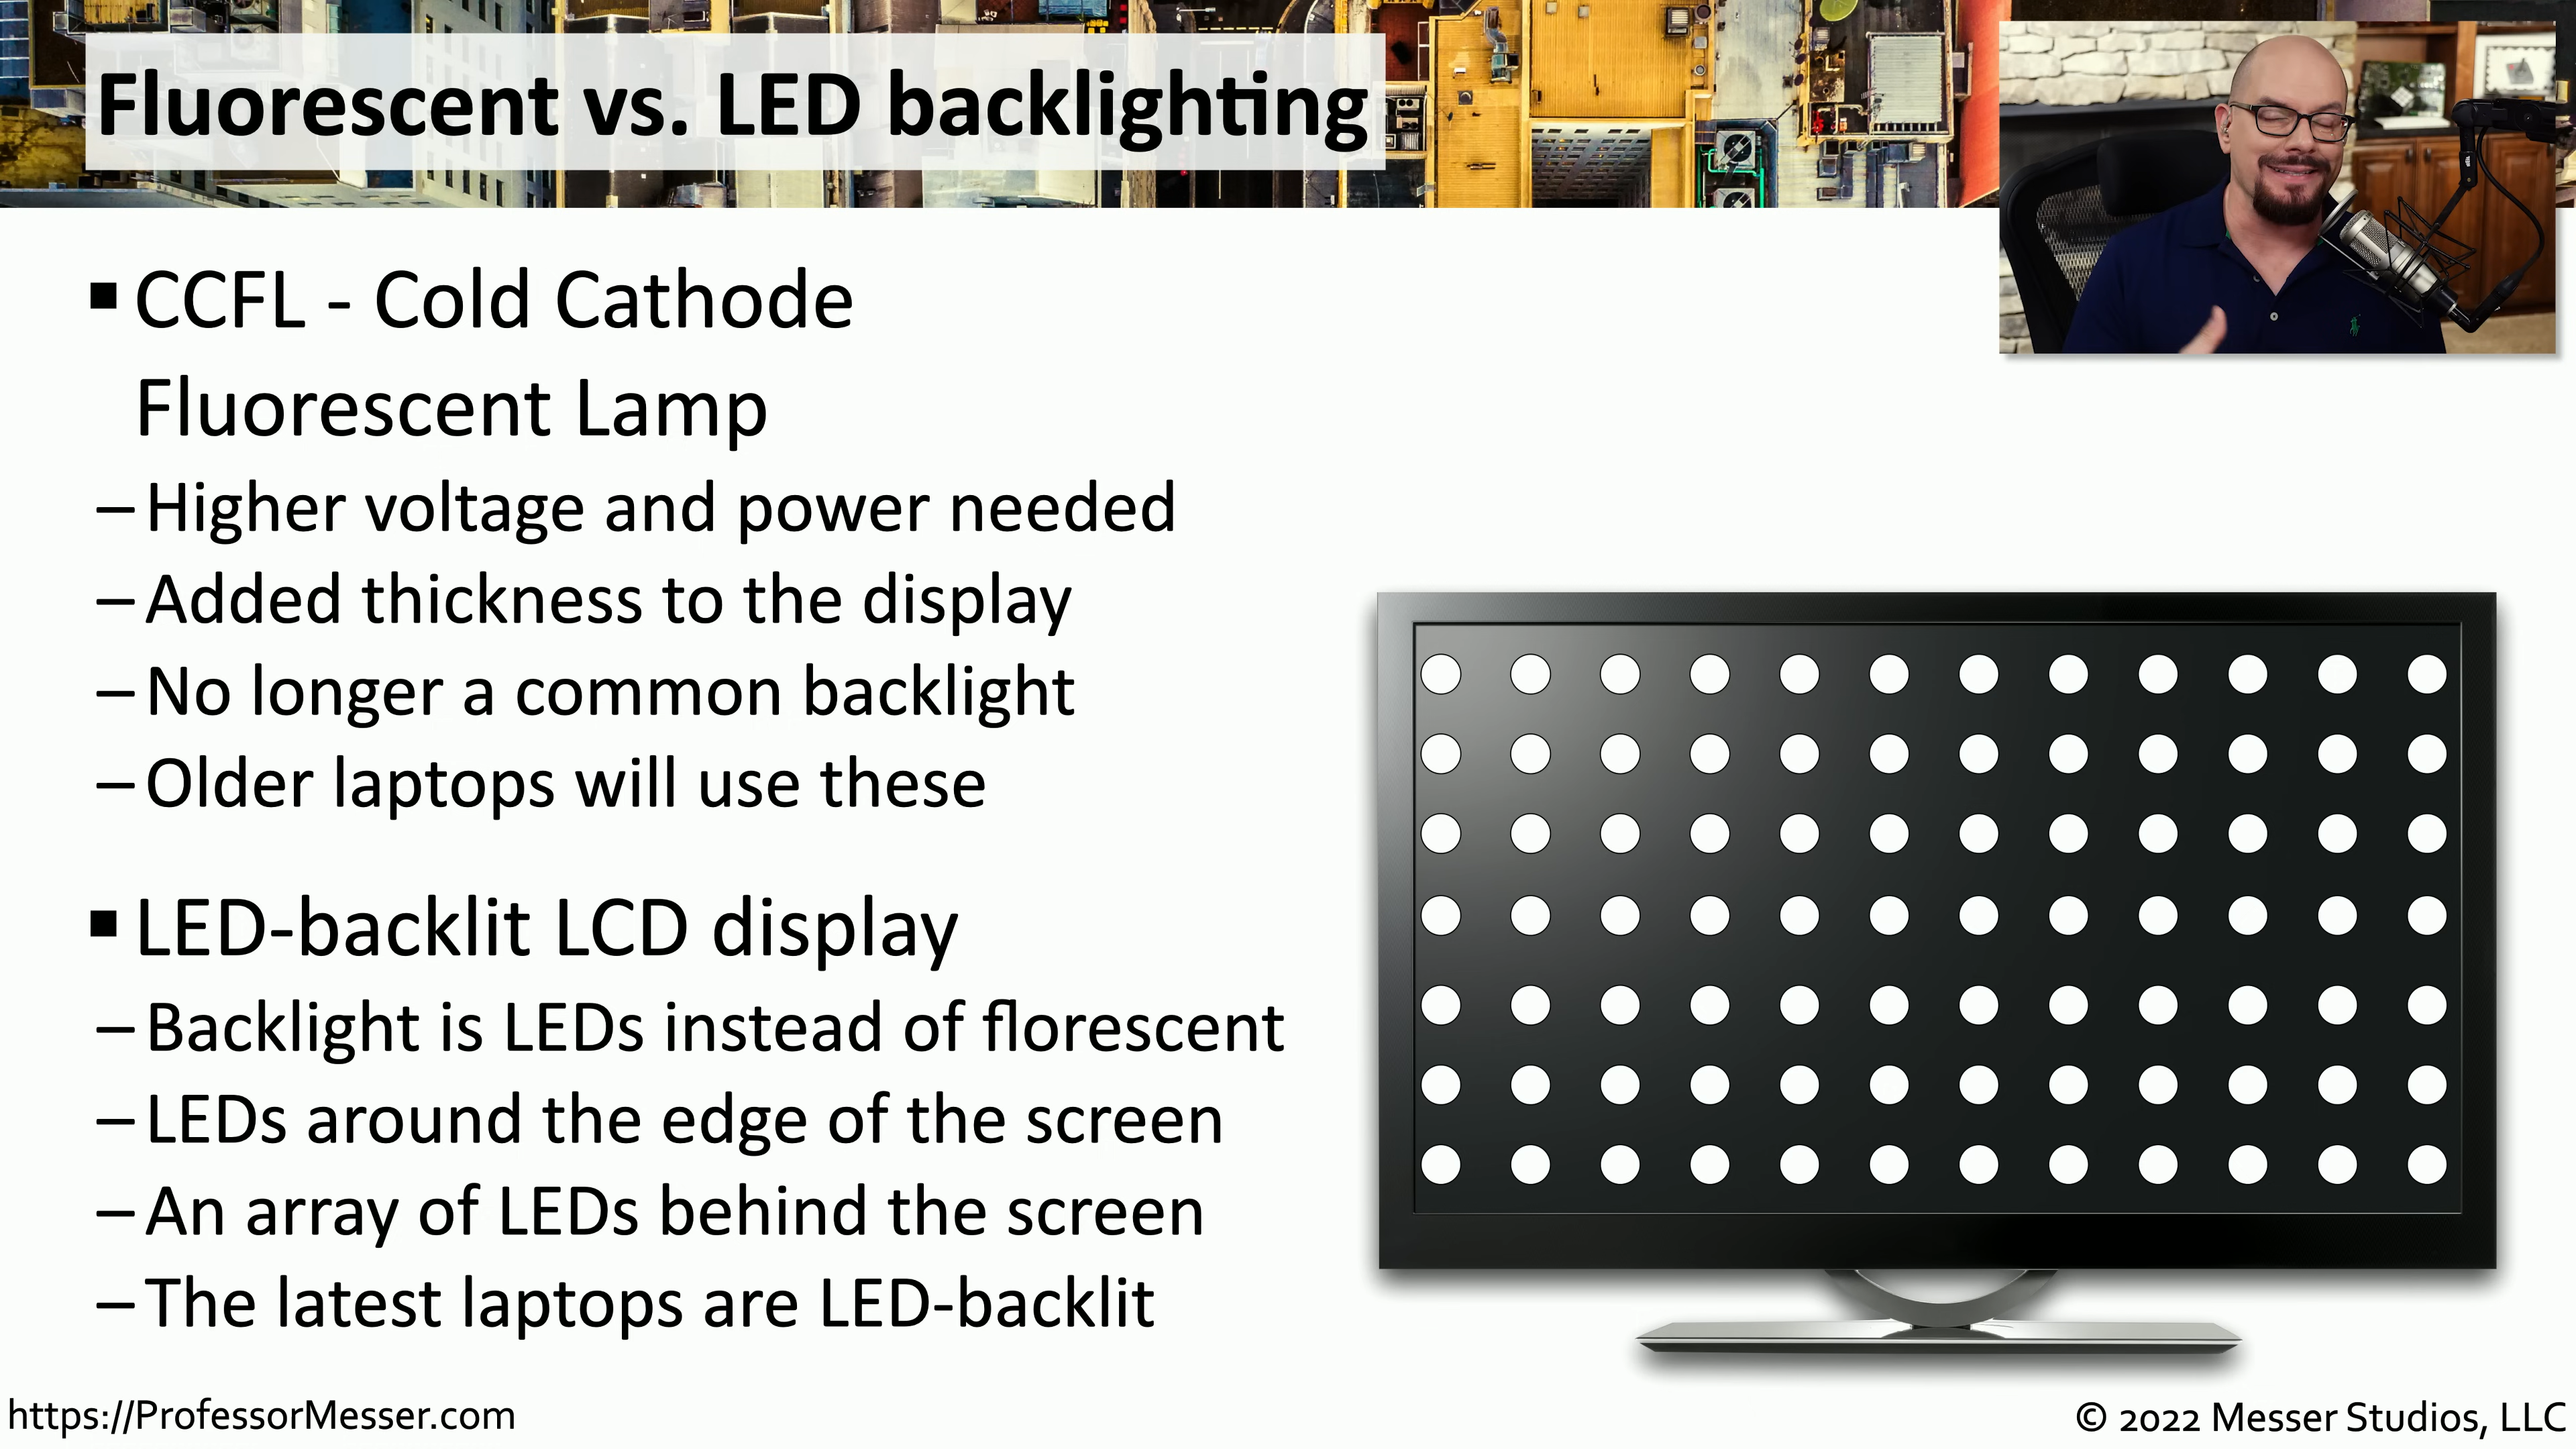 Fluorescent vs. LED backlighting
▪ CCFL - Cold Cathode
Fluorescent Lamp
– Higher voltage and power needed
– Added thickness to the display
– No longer a common backlight
– Older laptops will use these
▪ LED-backlit LCD display
– Backlight is LEDs instead of florescent
– LEDs around the edge of the screen
– An array of LEDs behind the screen
– The latest laptops are LED-backlit
https://ProfessorMesser.com
© 2022 Messer Studios, LLC